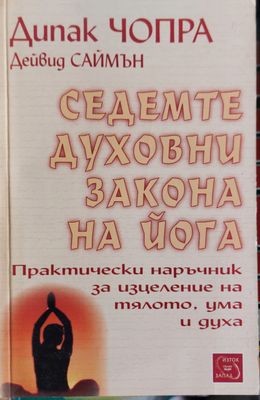 Дипак ЧОПРА
Дейвид САЙМЪН
СЕДЕМТЕ
ДУХОВНИ
ЗАКОНА
НА ЙОГА
Практически наръчник
за изцеление на
тялото, ума
и духа
ИЗТОК
ЗАПАД